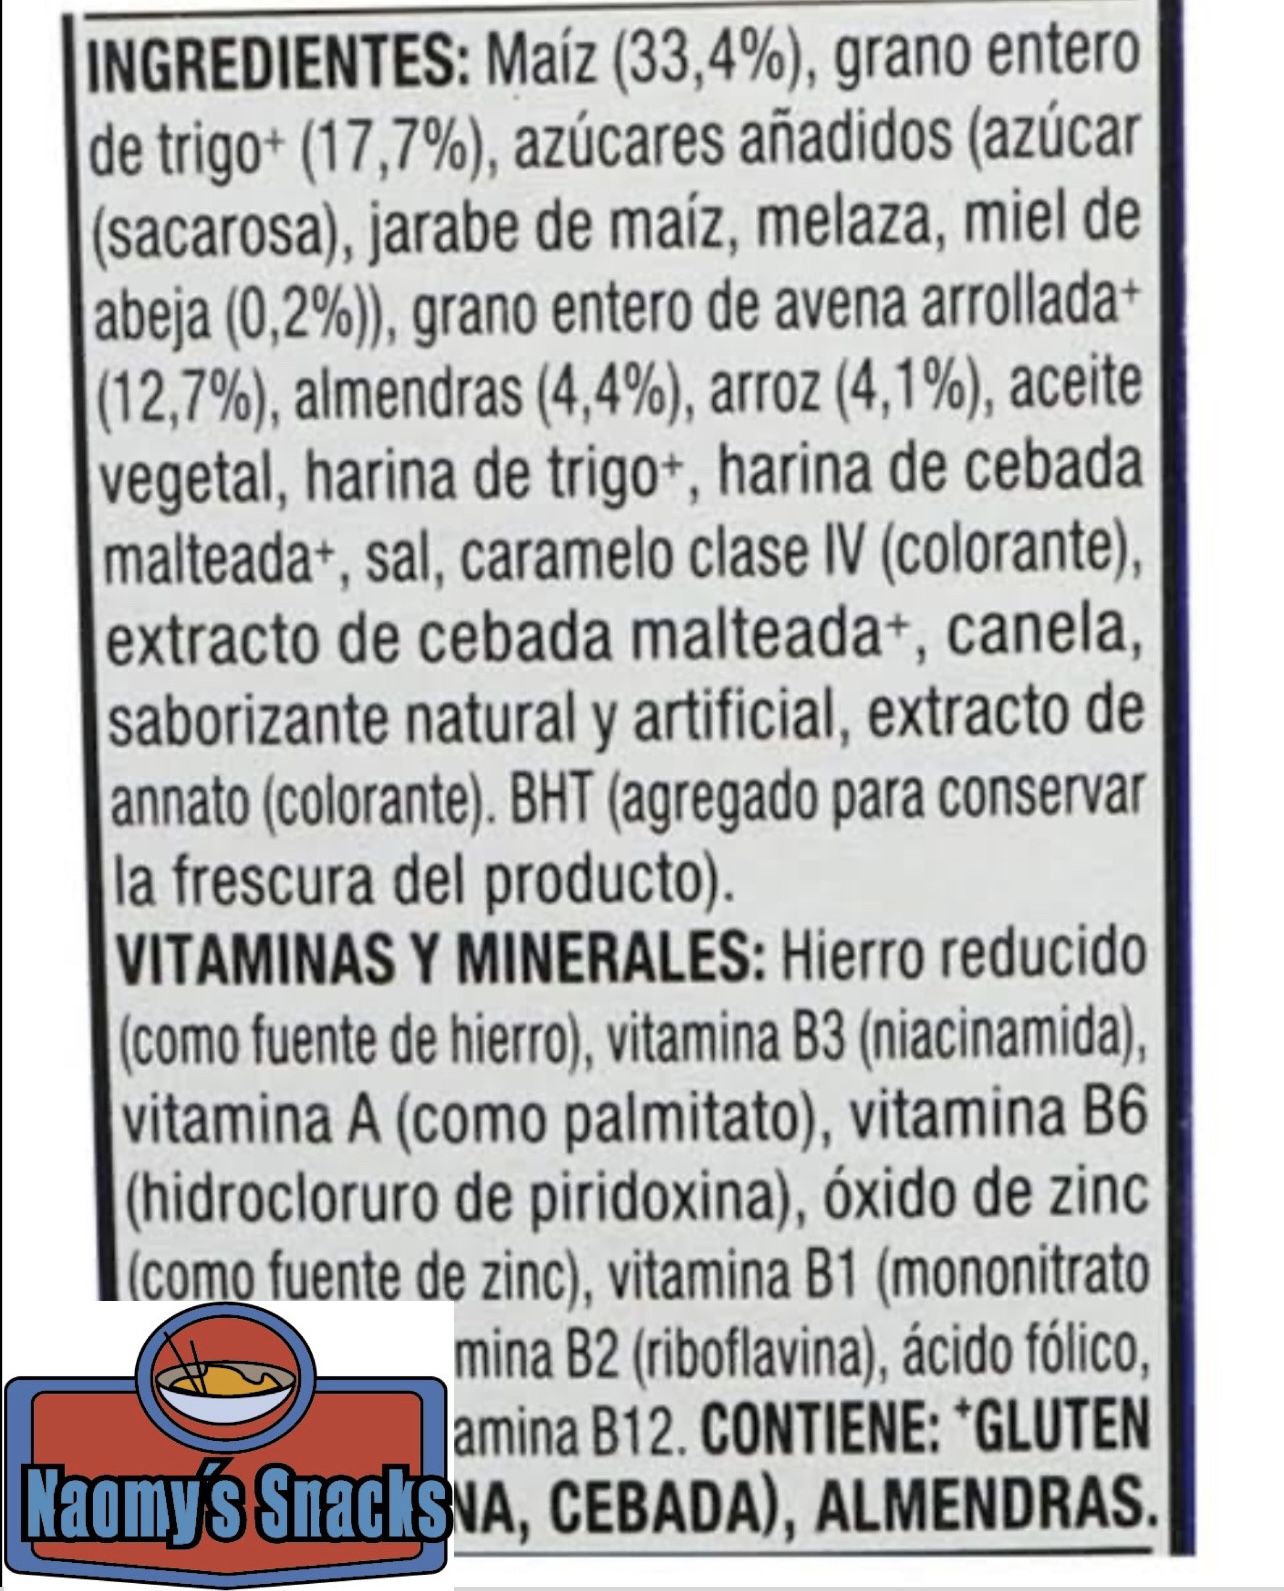 INGREDIENTES: Maíz (33,4%), grano entero
de trigo+ (17,7%), azúcares añadidos (azúcar
(sacarosa), jarabe de maíz, melaza, miel de
abeja (0,2%)), grano entero de avena arrollada+
(12,7%), almendras (4,4%), arroz (4,1%), aceite
vegetal, harina de trigo+, harina de cebada
malteada+, sal, caramelo clase IV (colorante),
extracto de cebada malteada+, canela,
saborizante natural y artificial, extracto de
annato (colorante). BHT (agregado para conservar
la frescura del producto).
VITAMINAS Y MINERALES: Hierro reducido
(como fuente de hierro), vitamina B3 (niacinamida),
vitamina A (como palmitato), vitamina B6
(hidrocloruro de piridoxina), óxido de zinc
(como fuente de zinc), vitamina B1 (mononitrato
mina B2 (riboflavina), ácido fólico,
amina B12. CONTIENE: +GLUTEN
NA, CEBADA), ALMENDRAS.
Naomy's Snacks